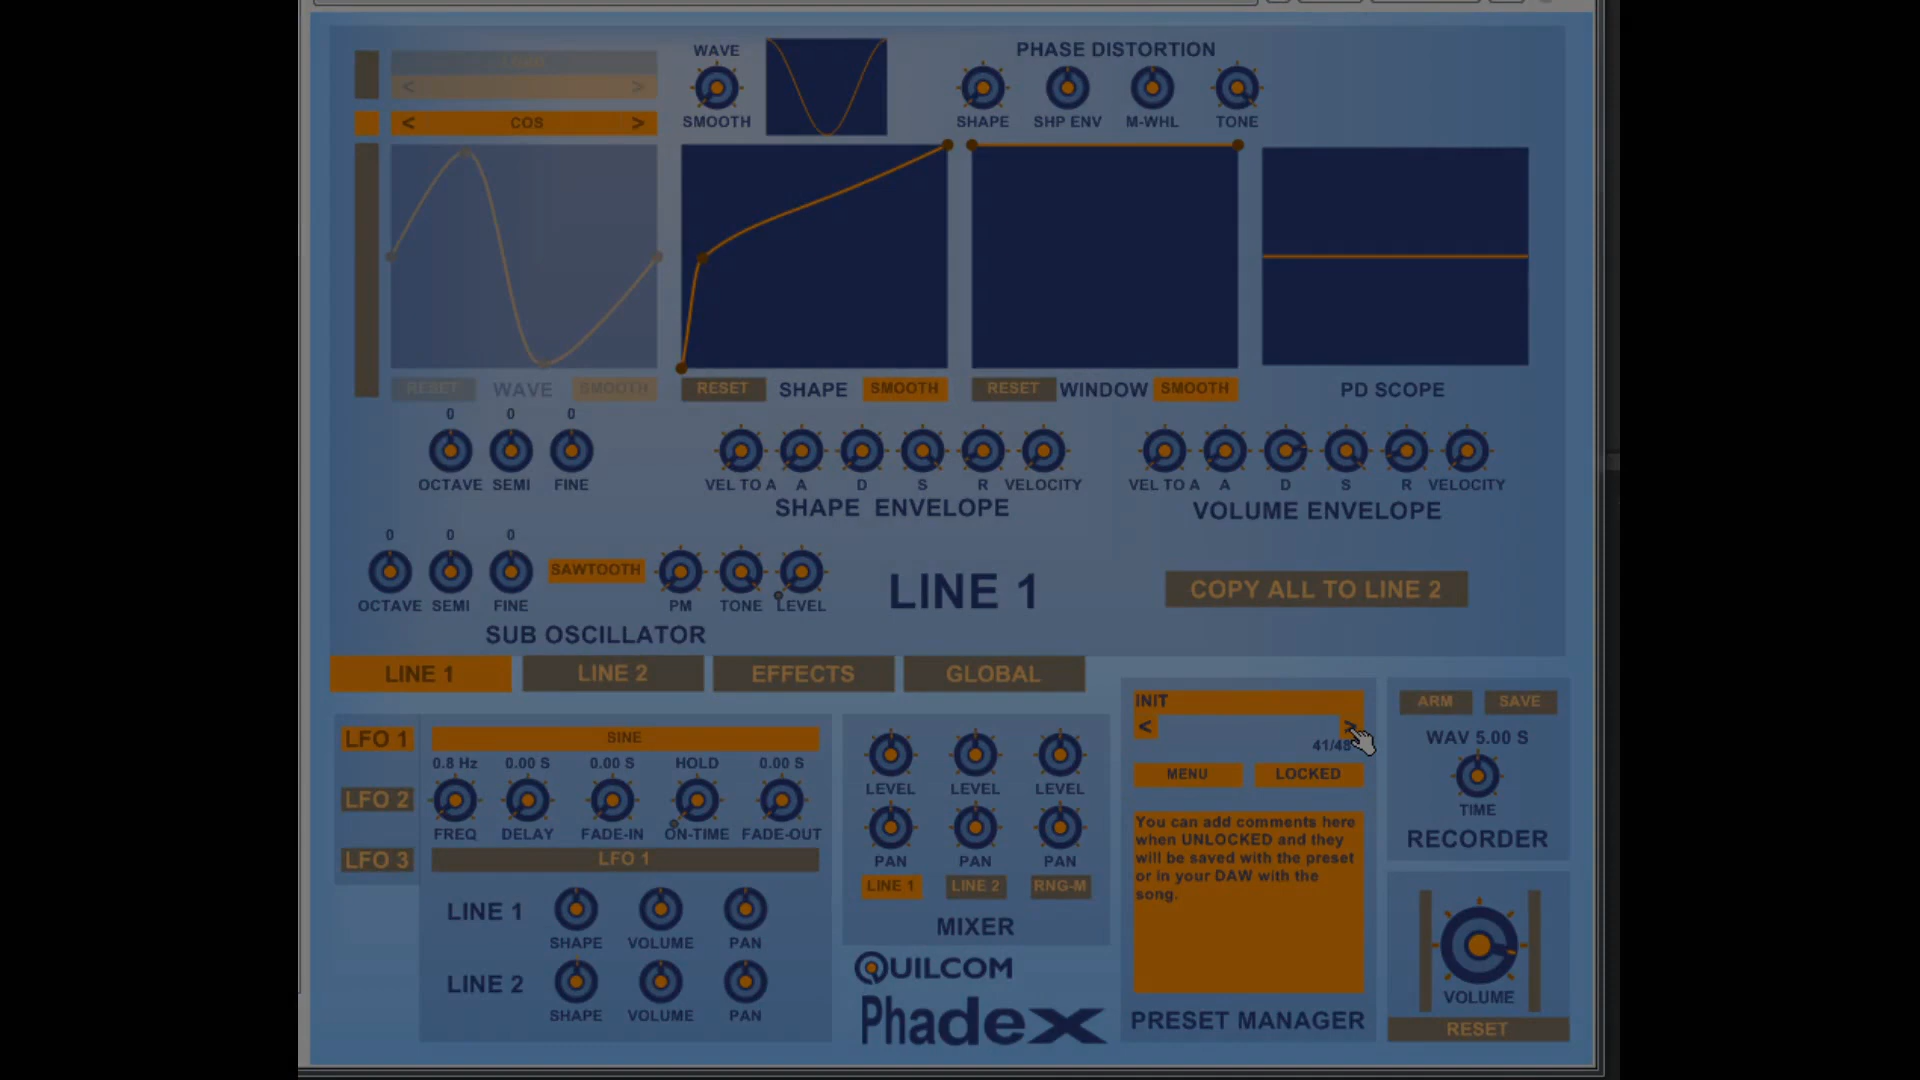 WAVE
PHASE DISTORTION
SMOOTH
SHAPE SHP ENV M-WHL TONE
< >
< COS >
RESET WAVE SMOOTH
RESET SHAPE SMOOTH
RESET WINDOW SMOOTH
PD SCOPE
0 0 0
OCTAVE SEMI FINE
VEL TO A A D S R VELOCITY
SHAPE ENVELOPE
VEL TO A A D S R VELOCITY
VOLUME ENVELOPE
0 0 0
SAWTOOTH
OCTAVE SEMI FINE
PM TONE LEVEL
SUB OSCILLATOR
LINE 1
COPY ALL TO LINE 2
LINE 1 LINE 2 EFFECTS GLOBAL
LFO 1
LFO 2
LFO 3
SINE
0.8 Hz 0.00 S 0.00 S HOLD 0.00 S
FREQ DELAY FADE-IN ON-TIME FADE-OUT
LFO 1
LINE 1
SHAPE VOLUME PAN
LINE 2
SHAPE VOLUME PAN
LEVEL LEVEL LEVEL
PAN PAN PAN
LINE 1 LINE 2 RNG-M
MIXER
QUILCOM
PhadeX
INIT
< >
41/48
MENU LOCKED
You can add comments here
when UNLOCKED and they
will be saved with the preset
or in your DAW with the
song.
PRESET MANAGER
ARM SAVE
WAV 5.00 S
TIME
RECORDER
VOLUME
RESET